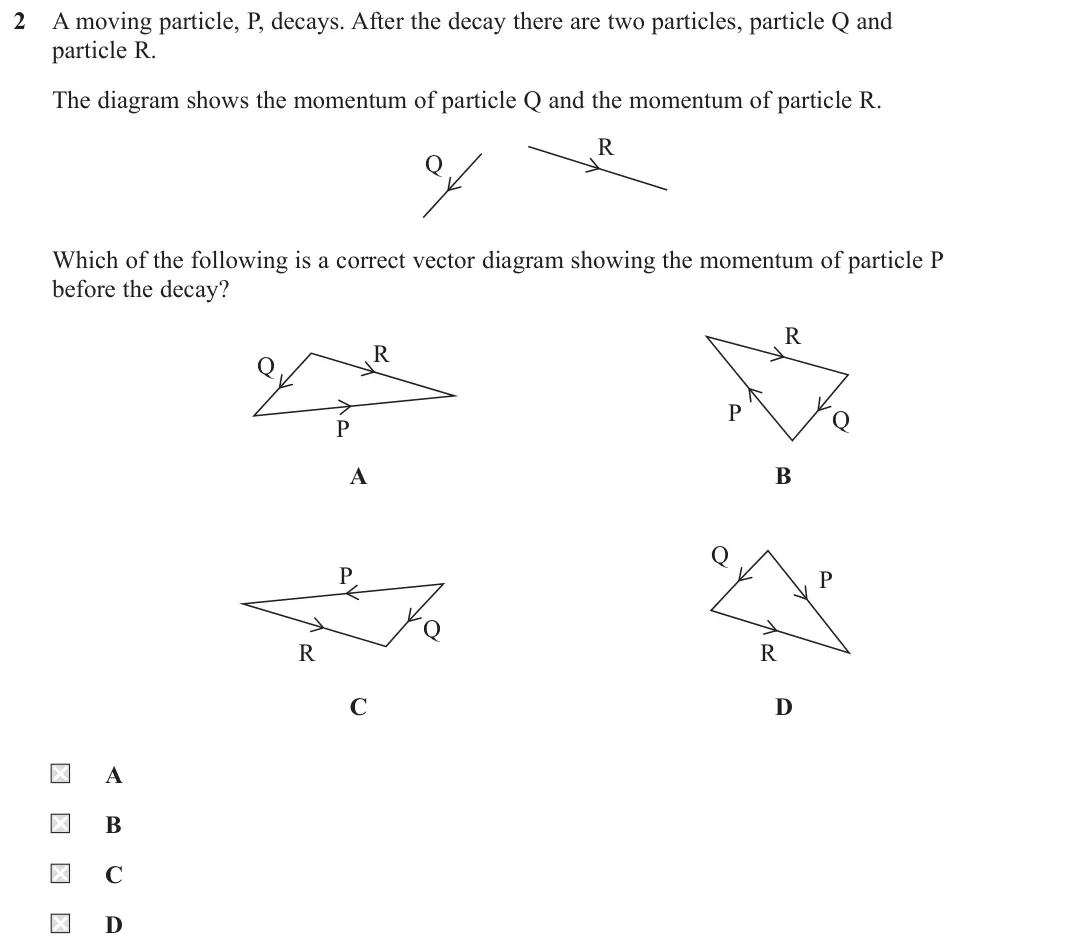 2 A moving particle, P, decays. After the decay there are two particles, particle Q and
particle R.
The diagram shows the momentum of particle Q and the momentum of particle R.
Q
R
Which of the following is a correct vector diagram showing the momentum of particle P
before the decay?
Q
R
P
A
R
P
Q
B
P
R
Q
C
Q
P
R
D
A
B
C
D